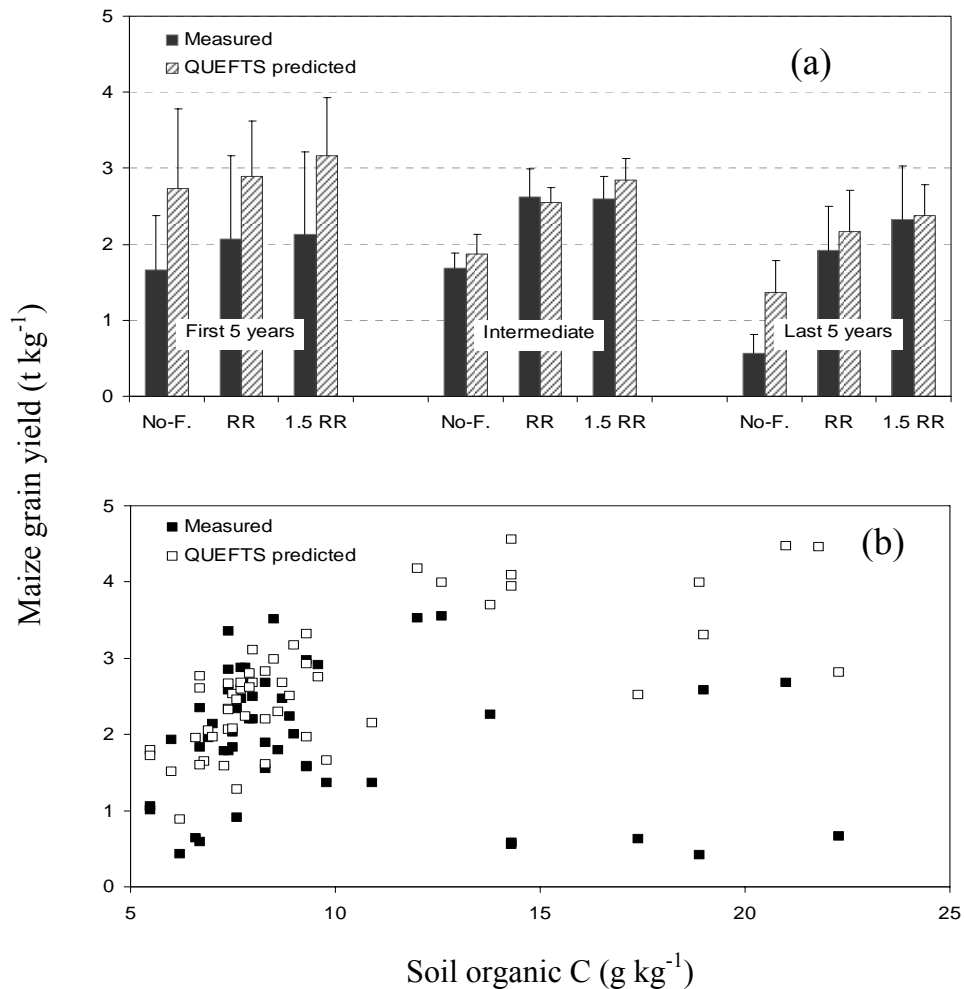 5
4
3
2
1
0
Measured
QUEFTS predicted
(a)
First 5 years
Intermediate
Last 5 years
No-F. RR 1.5 RR No-F. RR 1.5 RR No-F. RR 1.5 RR
Maize grain yield (t kg⁻¹)
5
4
3
2
1
0
Measured
QUEFTS predicted
(b)
5 10 15 20 25
Soil organic C (g kg⁻¹)